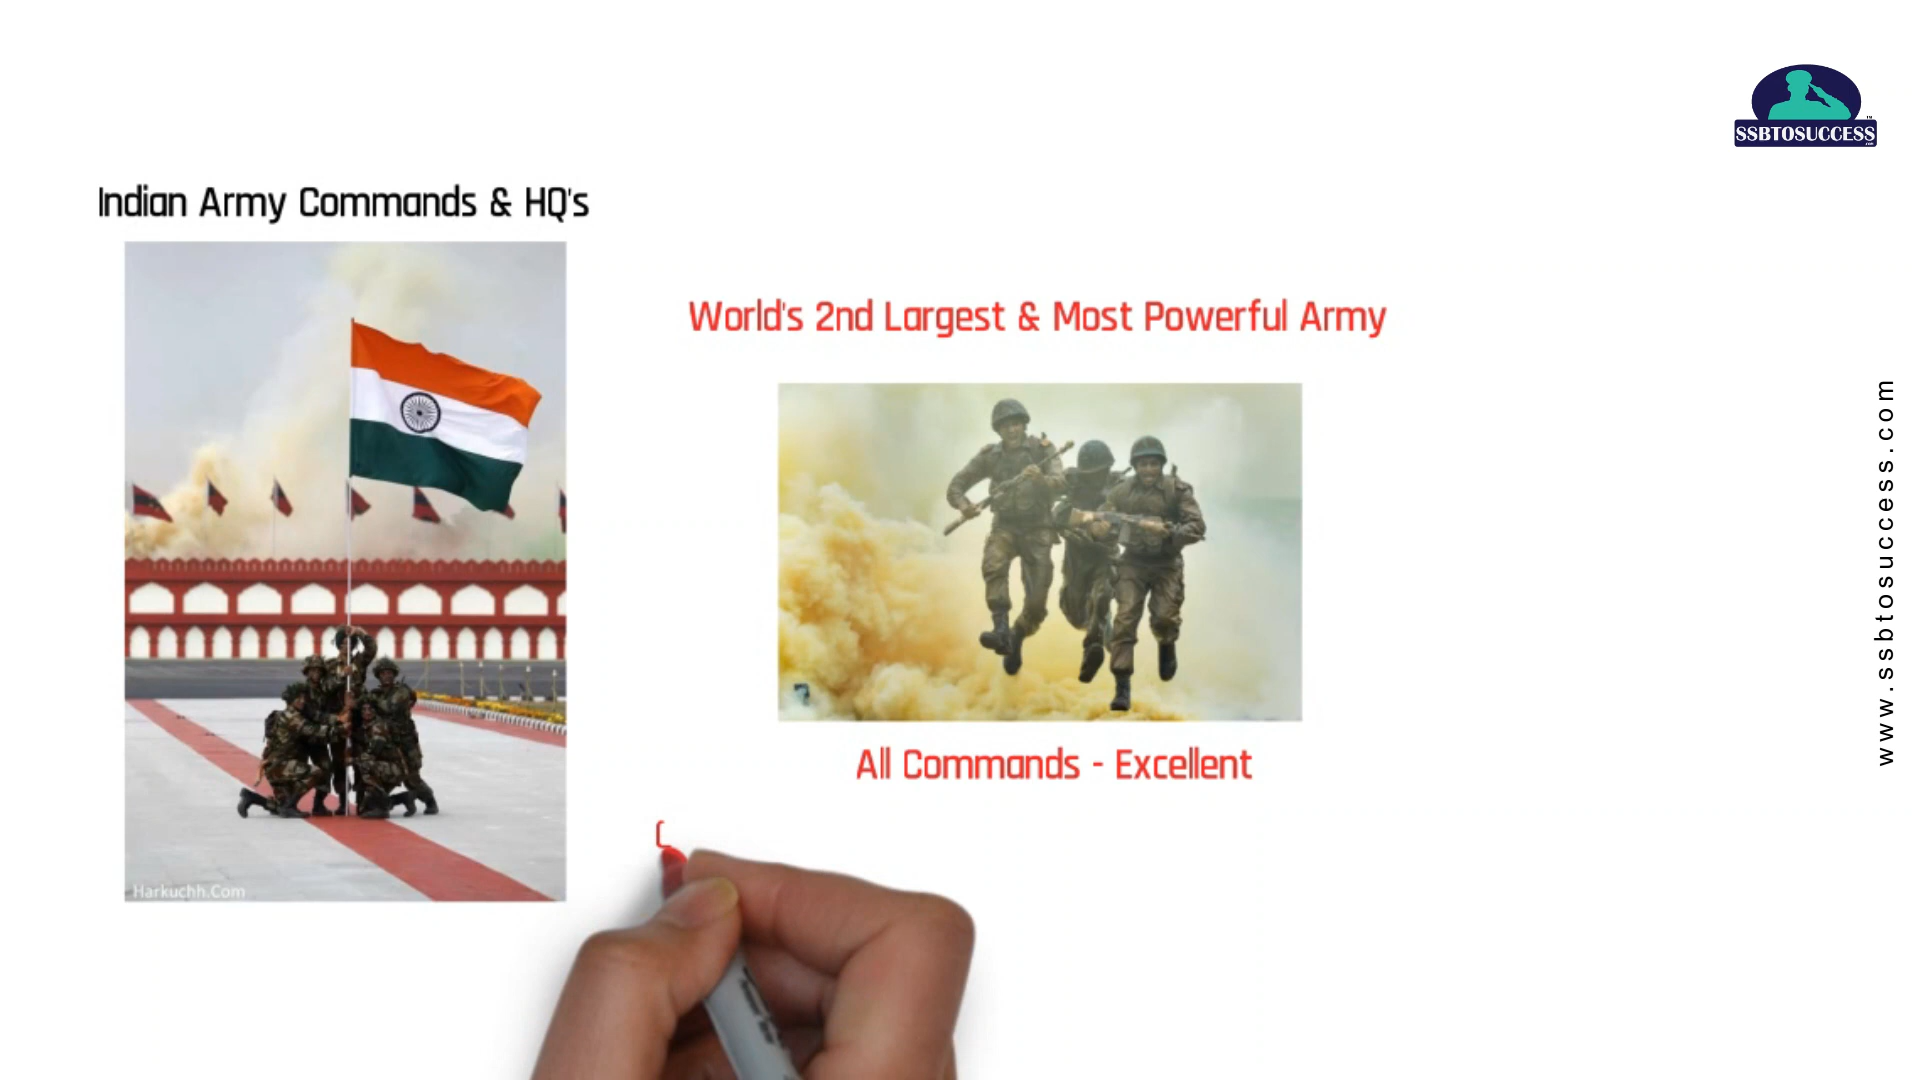 SSBTOSUCCESS
.com
Indian Army Commands & HQ's
World's 2nd Largest & Most Powerful Army
All Commands - Excellent
Harkuchh.Com
www.ssbtosuccess.com